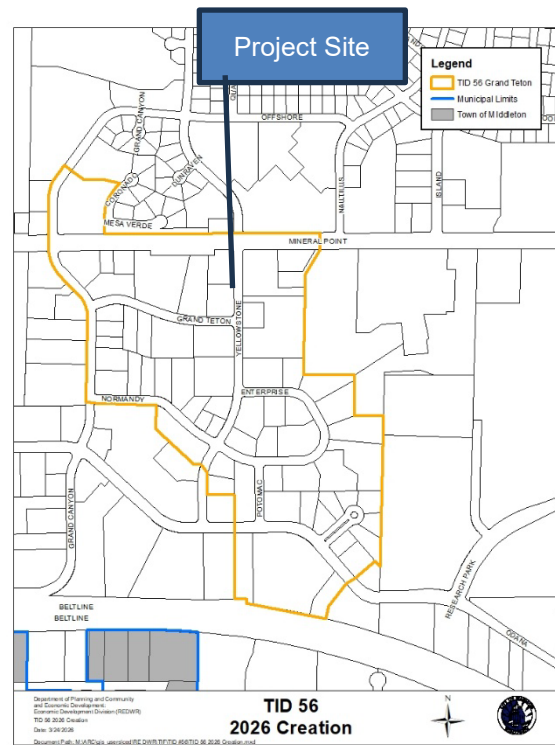 Project Site
Legend
TID 56 Grand Teton
Municipal Limits
Town of Middleton
OFFSHORE
GRAND CANYON
DUNRAVEN
CORONADO
NAUTILUS
ISLAND
MESA VERDE
MINERAL POINT
GRAND TETON
YELLOWSTONE
NORMANDY
ENTERPRISE
POTOMAC
GRAND CANYON
RESEARCH PARK
BELTLINE
BELTLINE
ODANA
Department of Planning and Community
and Economic Development
Economic Development Division (REDWR)
TID 56 2026 Creation
TID 56
2026 Creation
N